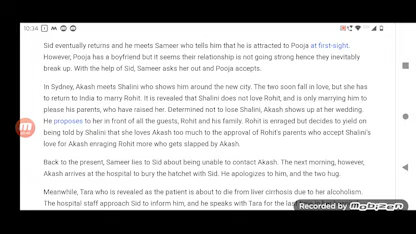 10:34
Sid eventually returns and he meets Sameer who tells him that he is attracted to Pooja at first-sight.
However, Pooja has a boyfriend but it seems their relationship is not going strong hence they inevitably
break up. With the help of Sid, Sameer asks her out and Pooja accepts.
In Sydney, Akash meets Shalini who shows him around the new city. The two soon fall in love, but she has
to return to India to marry Rohit. It is revealed that Shalini does not love Rohit, and is only marrying him to
please his parents, who have raised her. Determined not to lose Shalini, Akash shows up at her wedding.
He proposes to her in front of all the guests, Rohit and his family. Rohit is enraged but decides to yield on
being told by Shalini that she loves Akash too much to the approval of Rohit's parents who accept Shalini's
love for Akash enraging Rohit more who gets slapped by Akash.
Back to the present, Sameer lies to Sid about being unable to contact Akash. The next morning, however,
Akash arrives at the hospital to bury the hatchet with Sid. He apologizes to him, and the two hug.
Meanwhile, Tara who is revealed as the patient is about to die from liver cirrhosis due to her alcoholism.
The hospital staff approach Sid to inform him, and he speaks with Tara for the las
Recorded by Mobizen